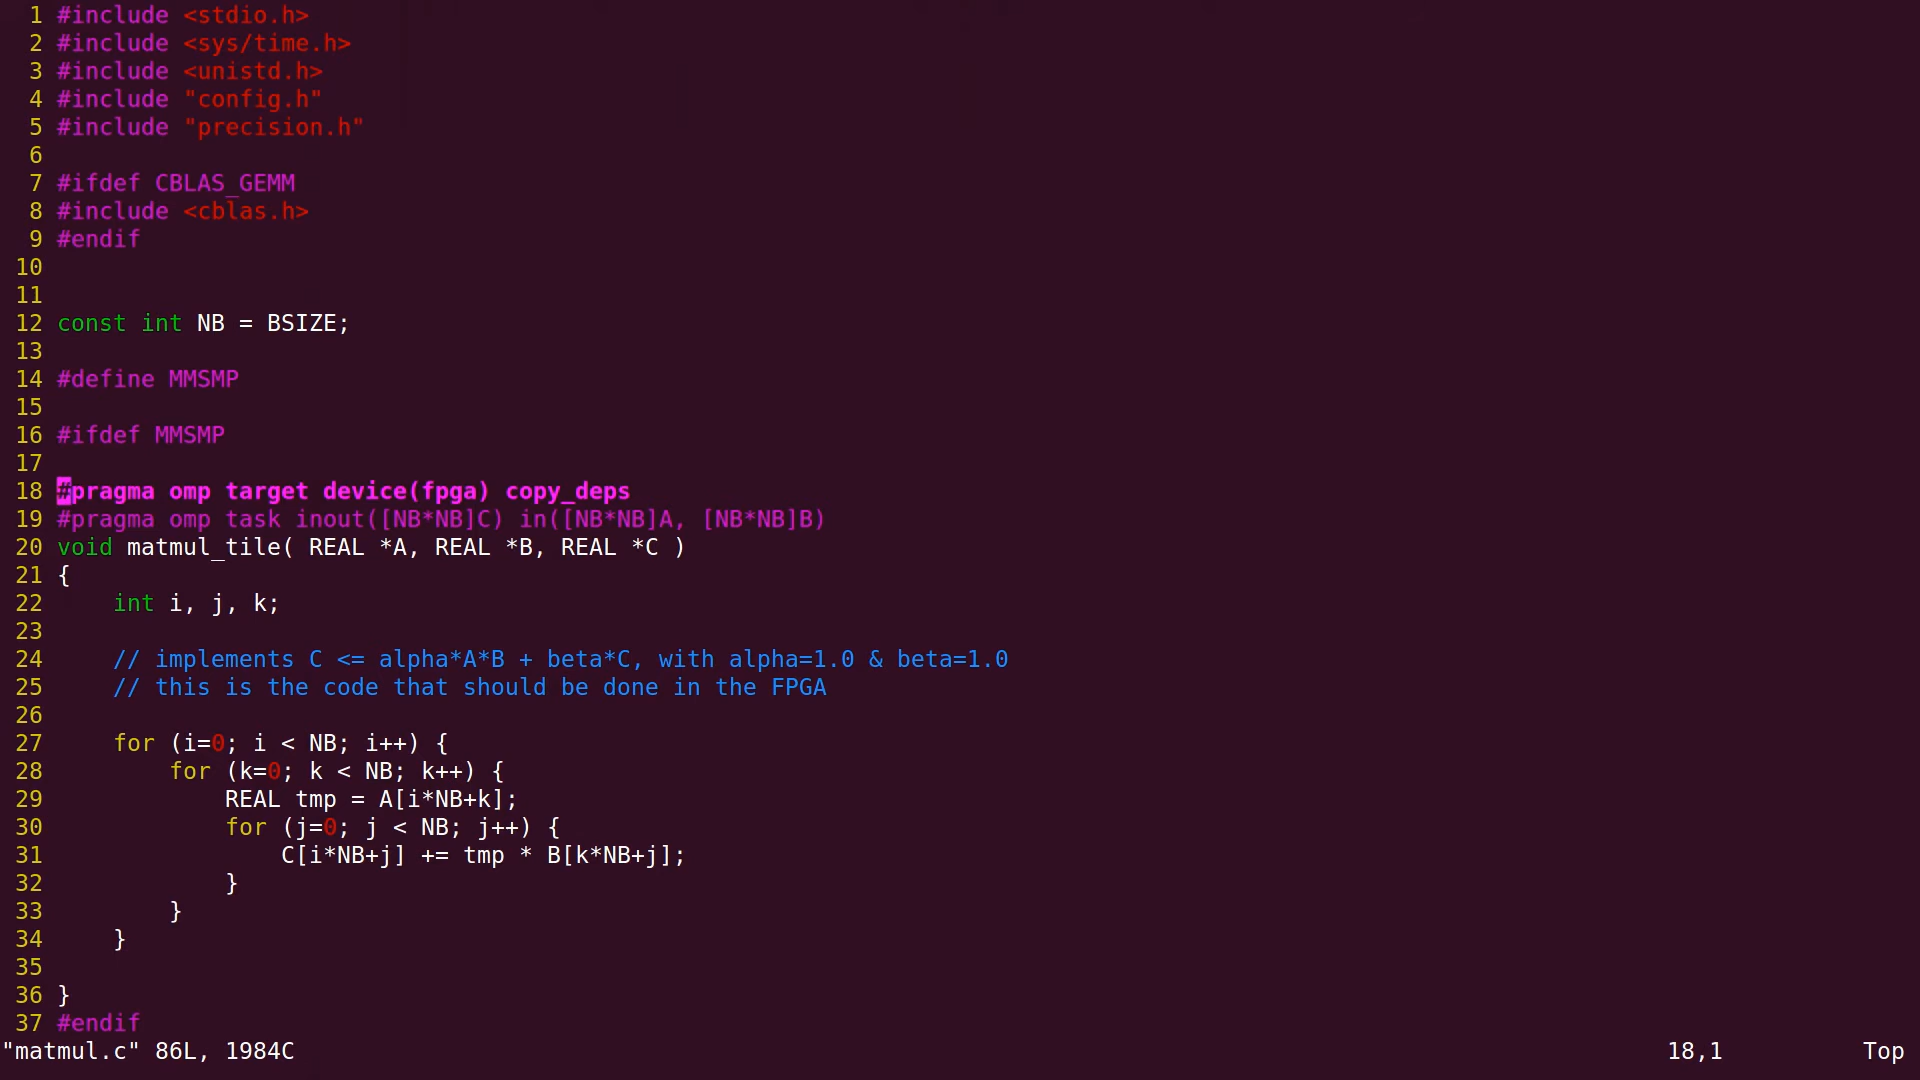 1 #include <stdio.h>
2 #include <sys/time.h>
3 #include <unistd.h>
4 #include "config.h"
5 #include "precision.h"
6
7 #ifdef CBLAS_GEMM
8 #include <cblas.h>
9 #endif
10
11
12 const int NB = BSIZE;
13
14 #define MMSMP
15
16 #ifdef MMSMP
17
18 #pragma omp target device(fpga) copy_deps
19 #pragma omp task inout([NB*NB]C) in([NB*NB]A, [NB*NB]B)
20 void matmul_tile( REAL *A, REAL *B, REAL *C )
21 {
22     int i, j, k;
23
24     // implements C <= alpha*A*B + beta*C, with alpha=1.0 & beta=1.0
25     // this is the code that should be done in the FPGA
26
27     for (i=0; i < NB; i++) {
28         for (k=0; k < NB; k++) {
29             REAL tmp = A[i*NB+k];
30             for (j=0; j < NB; j++) {
31                 C[i*NB+j] += tmp * B[k*NB+j];
32             }
33         }
34     }
35
36 }
37 #endif
"matmul.c" 86L, 1984C 18,1 Top